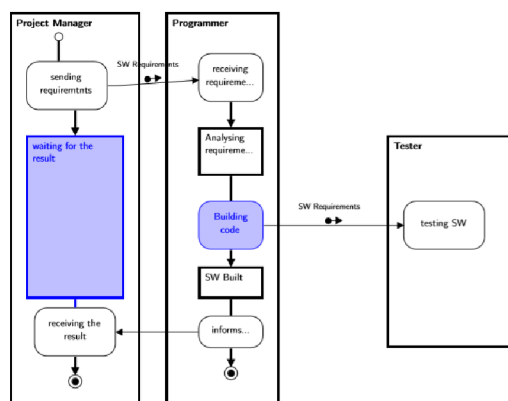 Project Manager
sending
requiremtnts
waiting for the
result
receiving the
result
SW Requirements
Programmer
receiving
requireme...
Analysing
requireme...
Building
code
SW Built
informs...
SW Requirements
Tester
testing SW